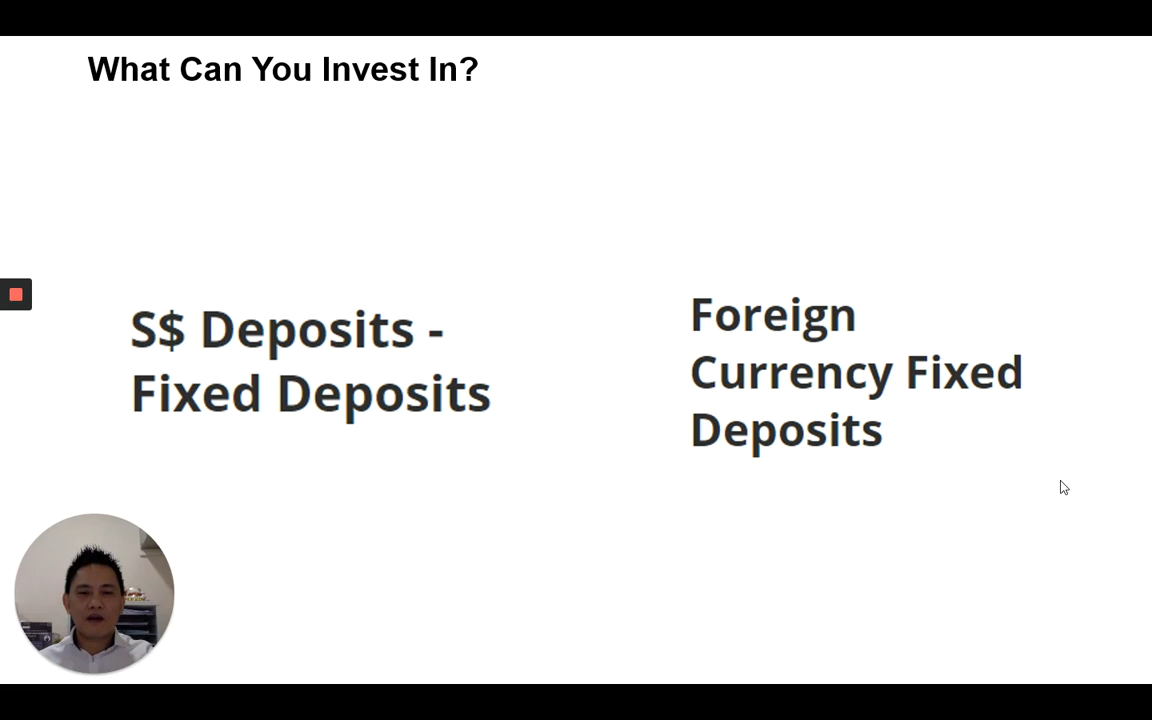 What Can You Invest In?
S$ Deposits -
Fixed Deposits
Foreign
Currency Fixed
Deposits